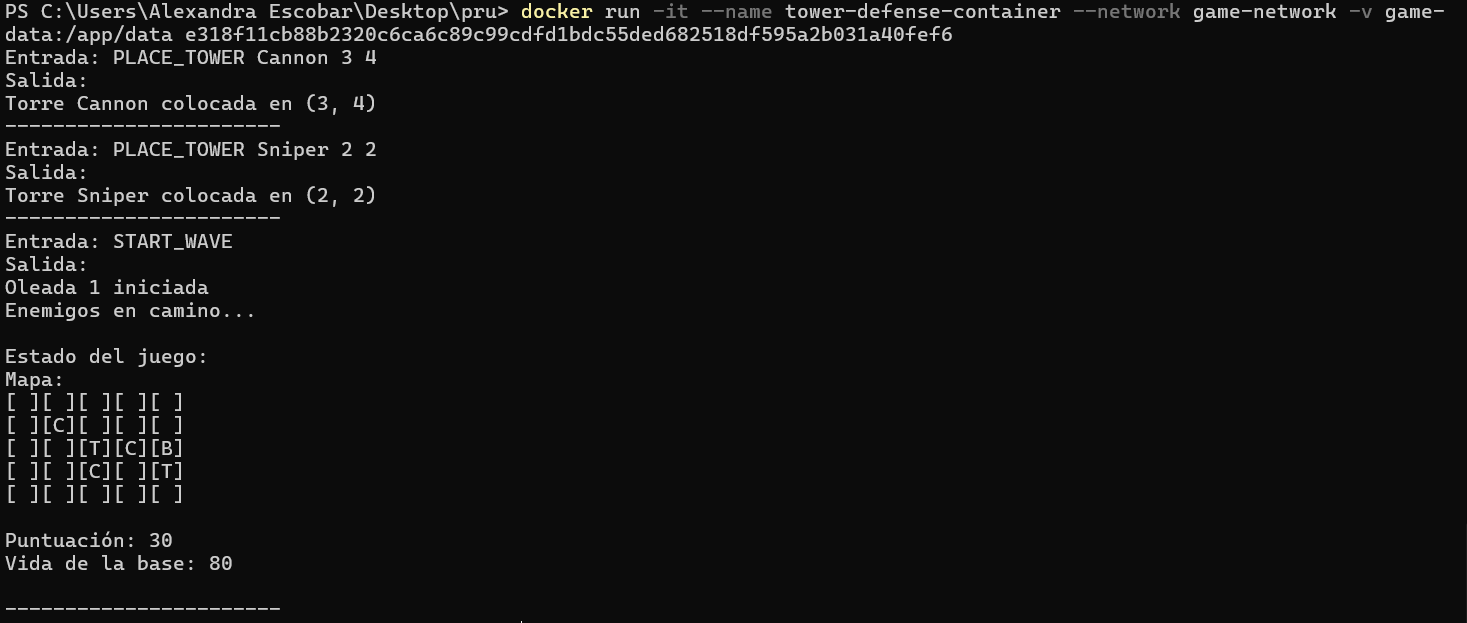 PS C:\Users\Alexandra Escobar\Desktop\pru> docker run -it --name tower-defense-container --network game-network -v game-
data:/app/data e318f11cb88b2320c6ca6c89c99cdfd1bdc55ded682518df595a2b031a40fef6
Entrada: PLACE_TOWER Cannon 3 4
Salida:
Torre Cannon colocada en (3, 4)
-----------------------
Entrada: PLACE_TOWER Sniper 2 2
Salida:
Torre Sniper colocada en (2, 2)
-----------------------
Entrada: START_WAVE
Salida:
Oleada 1 iniciada
Enemigos en camino...

Estado del juego:
Mapa:
[ ][ ][ ][ ][ ]
[ ][C][ ][ ][ ]
[ ][ ][T][C][B]
[ ][ ][C][ ][T]
[ ][ ][ ][ ][ ]

Puntuación: 30
Vida de la base: 80

-----------------------